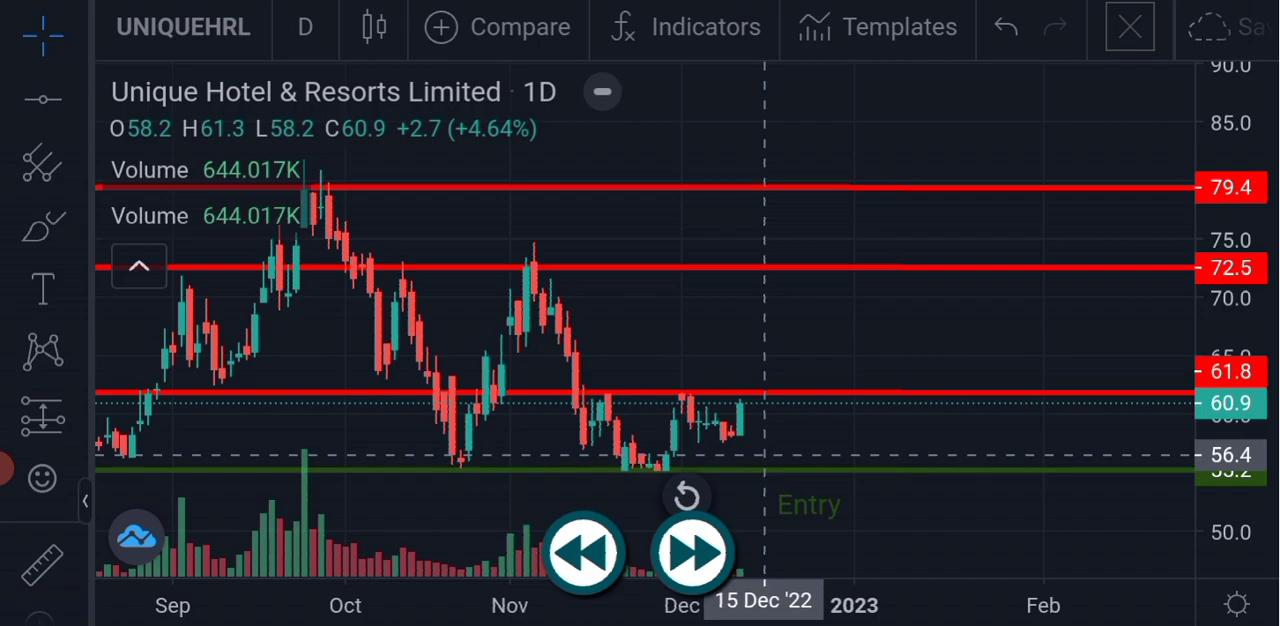 UNIQUEHRL D Compare Indicators Templates
Unique Hotel & Resorts Limited · 1D
O58.2 H61.3 L58.2 C60.9 +2.7 (+4.64%)
Volume 644.017K
Volume 644.017K
90.0
85.0
79.4
75.0
72.5
70.0
65.0
61.8
60.9
56.4
50.0
Entry
Sep Oct Nov Dec 15 Dec '22 2023 Feb